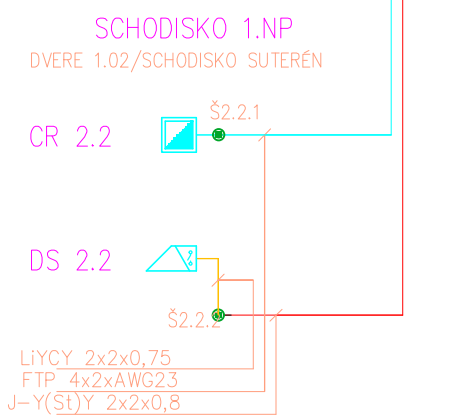 SCHODISKO 1.NP
DVERE 1.02/SCHODISKO SUTERÉN
Š2.2.1
CR 2.2
DS 2.2
Š2.2.2
LiYCY 2x2x0,75
FTP 4x2xAWG23
J-Y(St)Y 2x2x0,8